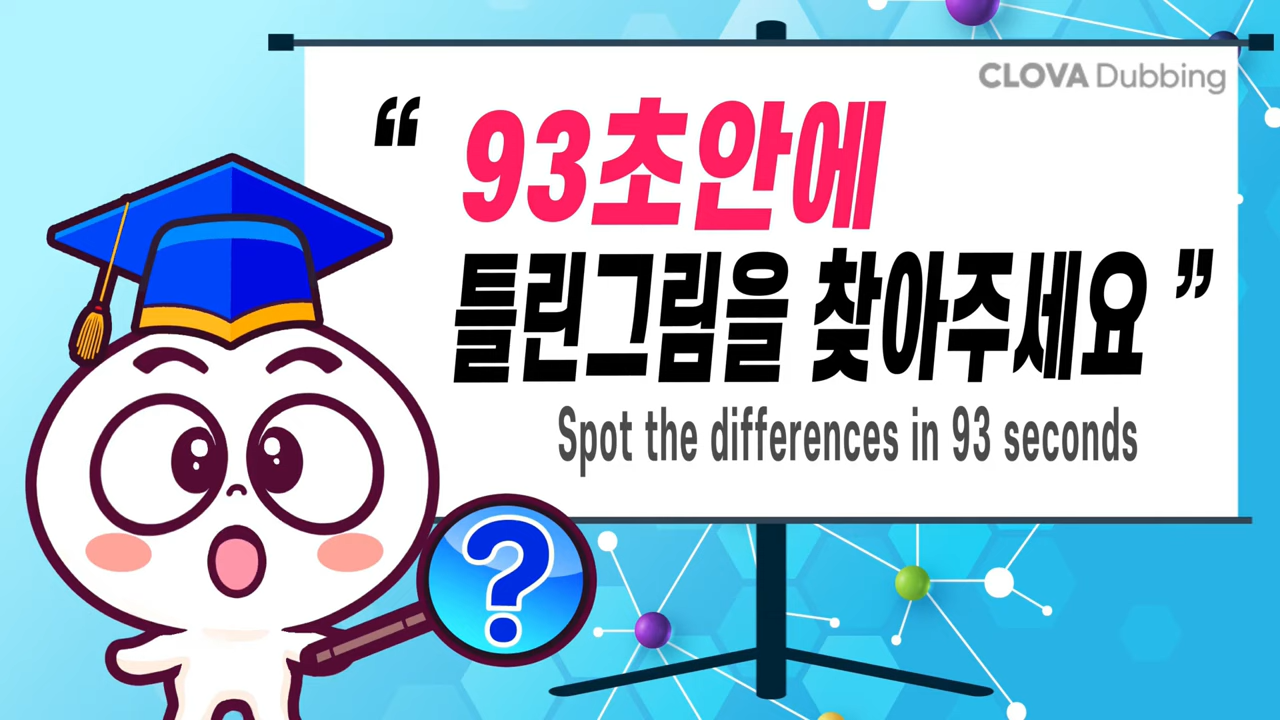 CLOVA Dubbing
“ 93초안에
틀린그림을 찾아주세요 ”
Spot the differences in 93 seconds
?